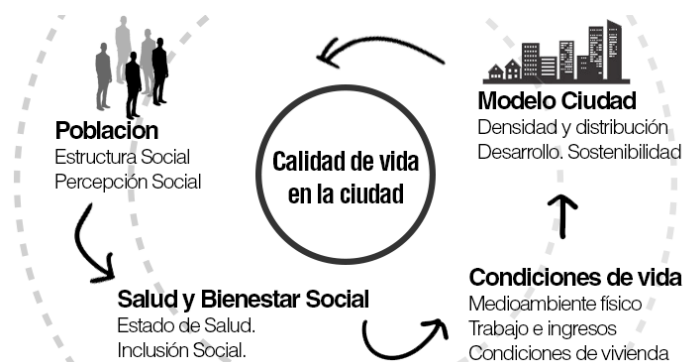 Poblacion
Estructura Social
Percepción Social
Calidad de vida
en la ciudad
Modelo Ciudad
Densidad y distribución
Desarrollo. Sostenibilidad
Salud y Bienestar Social
Estado de Salud.
Inclusión Social.
Condiciones de vida
Medioambiente físico
Trabajo e ingresos
Condiciones de vivienda